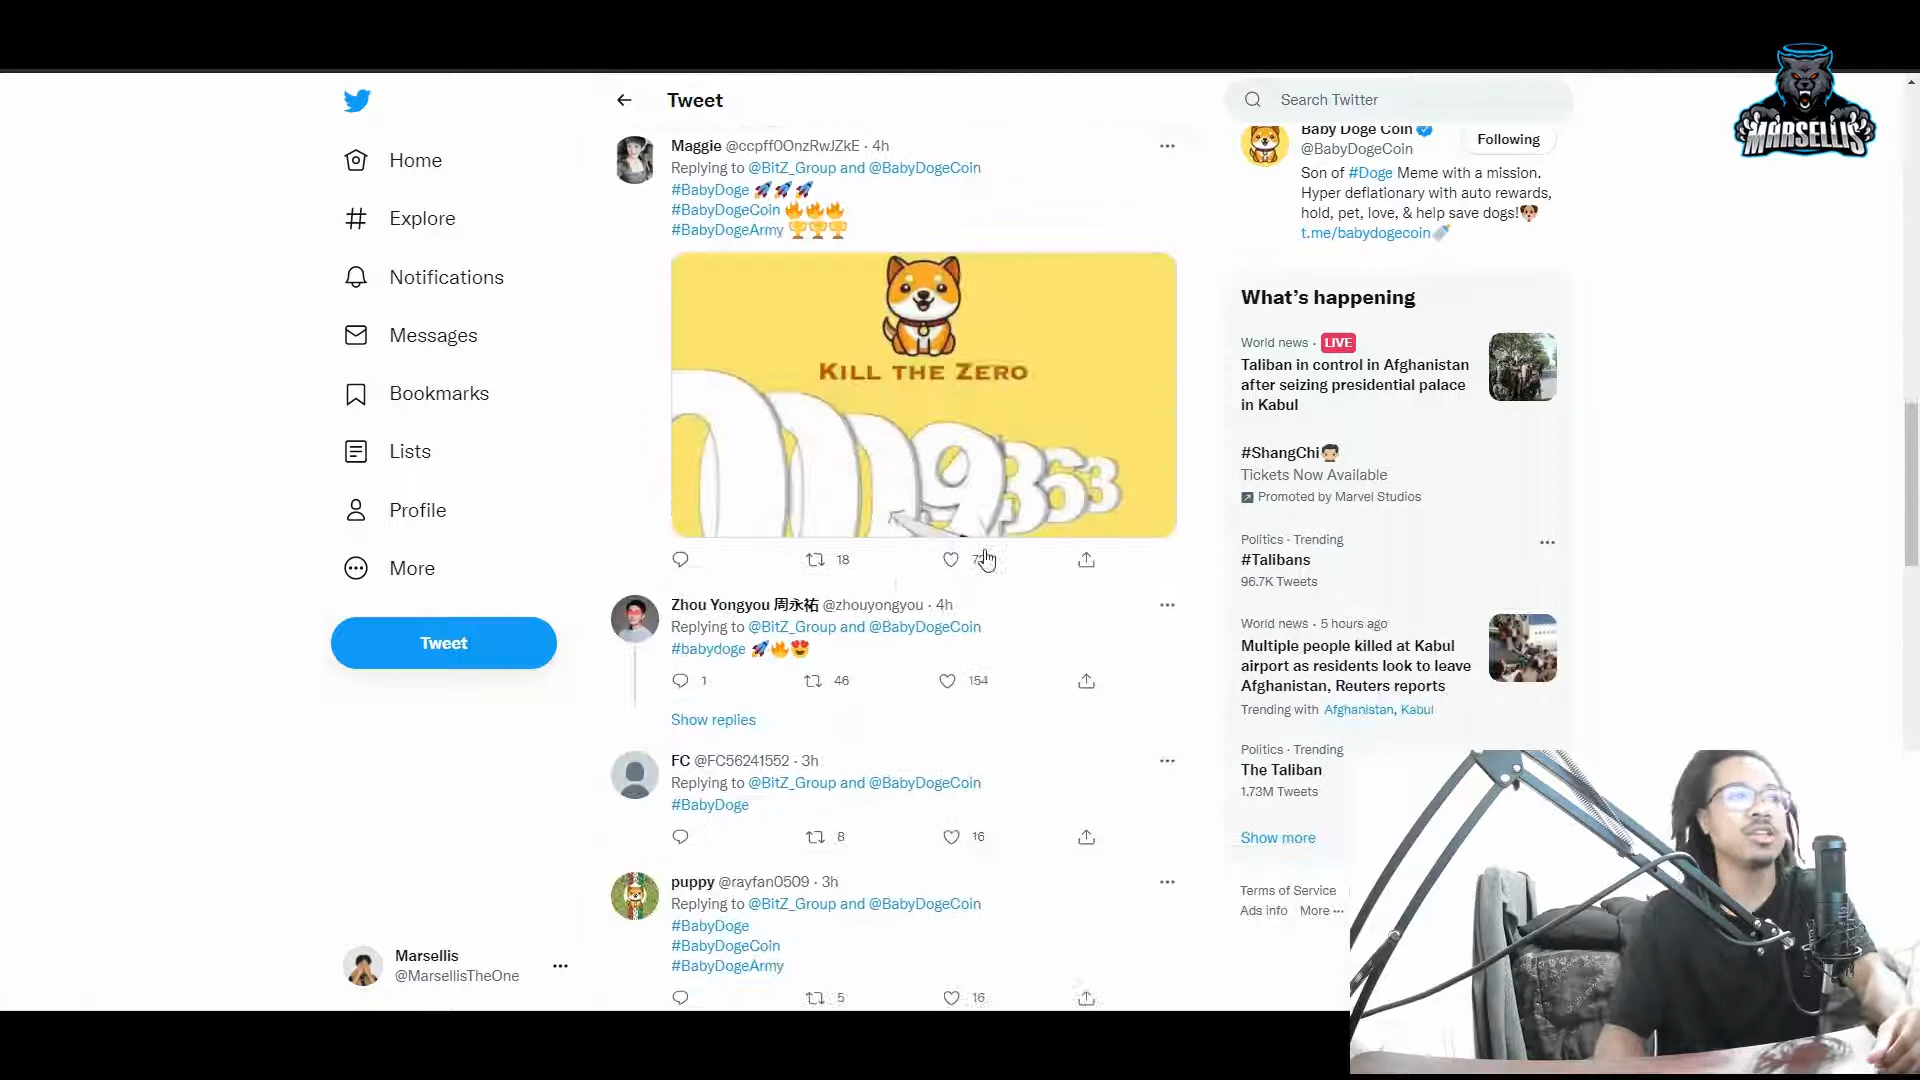 MARSELLIS
Home
Explore
Notifications
Messages
Bookmarks
Lists
Profile
More
Tweet
Marsellis
@MarsellisTheOne
Tweet
Maggie @ccpff0OnzRwJZkE · 4h
Replying to @BitZ_Group and @BabyDogeCoin
#BabyDoge 🚀🚀🚀
#BabyDogeCoin 🔥🔥🔥
#BabyDogeArmy 🏆🏆🏆
KILL THE ZERO
9363
18
Zhou Yongyou 周永祐 @zhouyongyou · 4h
Replying to @BitZ_Group and @BabyDogeCoin
#babydoge 🚀🔥😍
1 46 154
Show replies
FC @FC56241552 · 3h
Replying to @BitZ_Group and @BabyDogeCoin
#BabyDoge
8 16
puppy @rayfan0509 · 3h
Replying to @BitZ_Group and @BabyDogeCoin
#BabyDoge
#BabyDogeCoin
#BabyDogeArmy
5 16
Search Twitter
Baby Doge Coin
@BabyDogeCoin
Following
Son of #Doge Meme with a mission.
Hyper deflationary with auto rewards,
hold, pet, love, & help save dogs!🐶
t.me/babydogecoin🍼
What's happening
World news · LIVE
Taliban in control in Afghanistan
after seizing presidential palace
in Kabul
#ShangChi
Tickets Now Available
Promoted by Marvel Studios
Politics · Trending
#Talibans
96.7K Tweets
World news · 5 hours ago
Multiple people killed at Kabul
airport as residents look to leave
Afghanistan, Reuters reports
Trending with Afghanistan, Kabul
Politics · Trending
The Taliban
1.73M Tweets
Show more
Terms of Service
Ads info More ···